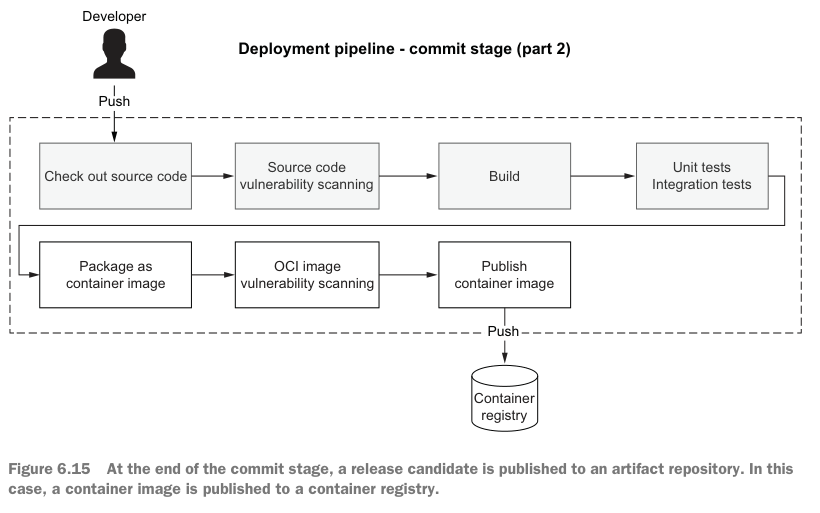 Developer
Deployment pipeline - commit stage (part 2)
Push
Check out source code
Source code
vulnerability scanning
Build
Unit tests
Integration tests
Package as
container image
OCI image
vulnerability scanning
Publish
container image
Push
Container
registry
Figure 6.15 At the end of the commit stage, a release candidate is published to an artifact repository. In this
case, a container image is published to a container registry.